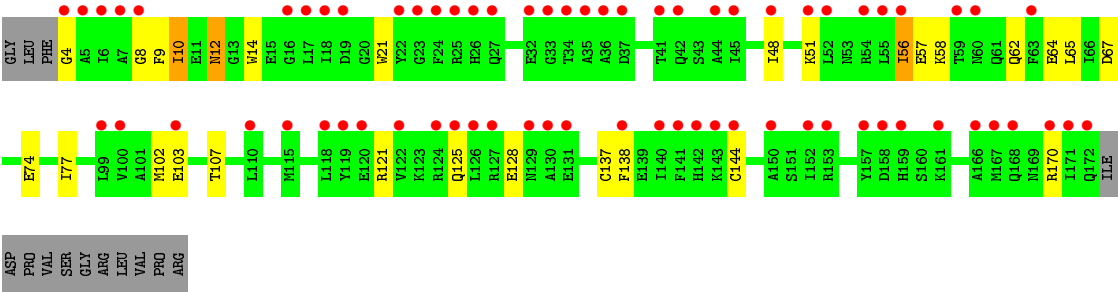 GLY LEU PHE G4 A5 I6 A7 G8 F9 I10 E11 N12 G13 W14 E15 G16 L17 I18 D19 G20 W21 Y22 G23 F24 R25 H26 Q27 E32 G33 T34 A35 A36 D37 T41 Q42 S43 A44 I45 I48 K51 L52 N53 R54 L55 I56 E57 K58 T59 N60 Q61 Q62 F63 E64 L65 I66 D67
E74 I77 L99 V100 A101 M102 E103 T107 L110 M115 L118 Y119 E120 R121 V122 K123 R124 Q125 L126 R127 E128 N129 A130 E131 C137 F138 E139 I140 F141 H142 K143 C144 A150 S151 I152 R153 Y157 D158 H159 S160 K161 A166 M167 Q168 N169 R170 I171 Q172 ILE
ASP PRO VAL SER GLY ARG LEU VAL PRO ARG